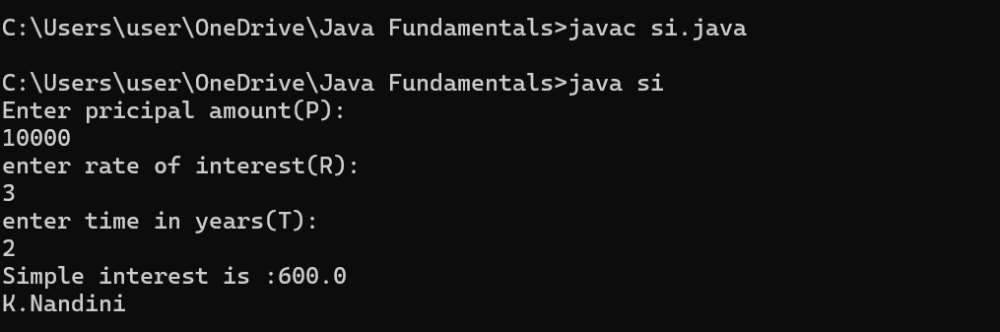 C:\Users\user\OneDrive\Java Fundamentals>javac si.java
C:\Users\user\OneDrive\Java Fundamentals>java si
Enter pricipal amount(P):
10000
enter rate of interest(R):
3
enter time in years(T):
2
Simple interest is :600.0
K.Nandini